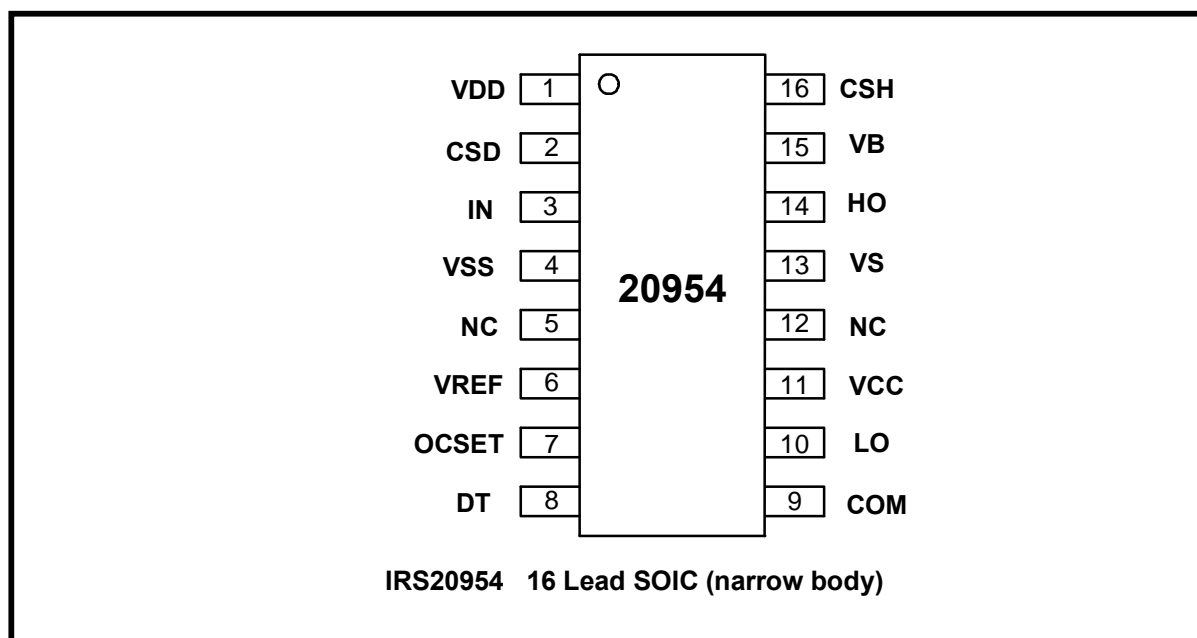 VDD 1 16 CSH
CSD 2 15 VB
IN 3 14 HO
VSS 4 13 VS
20954
NC 5 12 NC
VREF 6 11 VCC
OCSET 7 10 LO
DT 8 9 COM
IRS20954 16 Lead SOIC (narrow body)